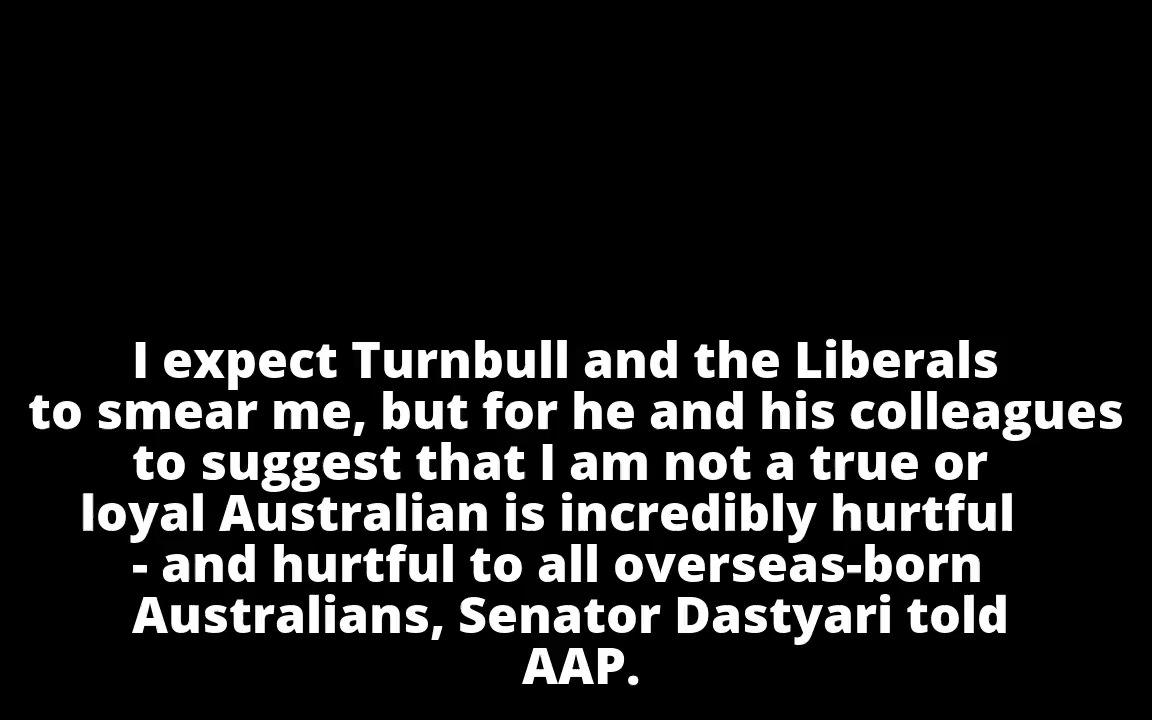 I expect Turnbull and the Liberals
to smear me, but for he and his colleagues
to suggest that I am not a true or
loyal Australian is incredibly hurtful
- and hurtful to all overseas-born
Australians, Senator Dastyari told
AAP.